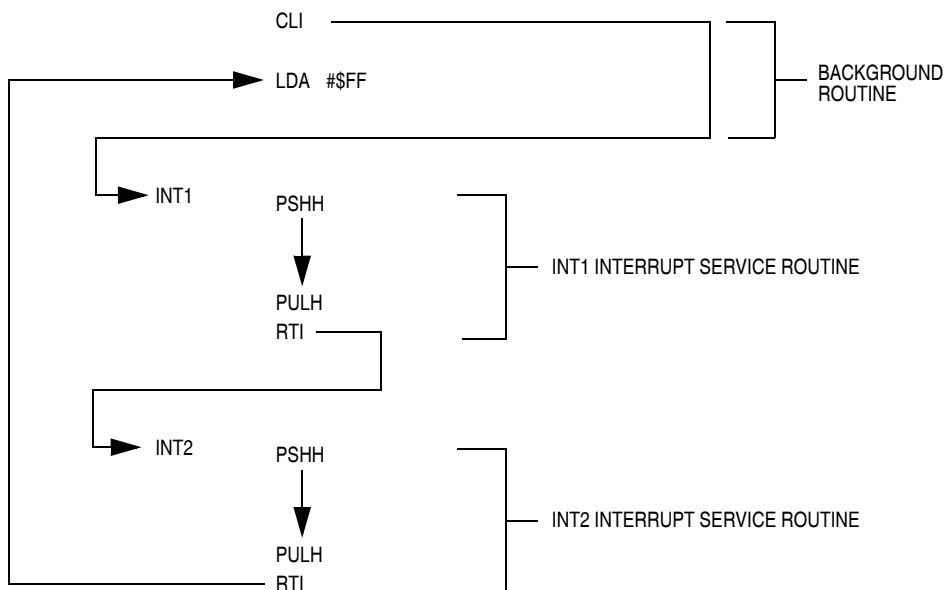 CLI
LDA #$FF
BACKGROUND
ROUTINE
INT1
PSHH
INT1 INTERRUPT SERVICE ROUTINE
PULH
RTI
INT2
PSHH
INT2 INTERRUPT SERVICE ROUTINE
PULH
RTI